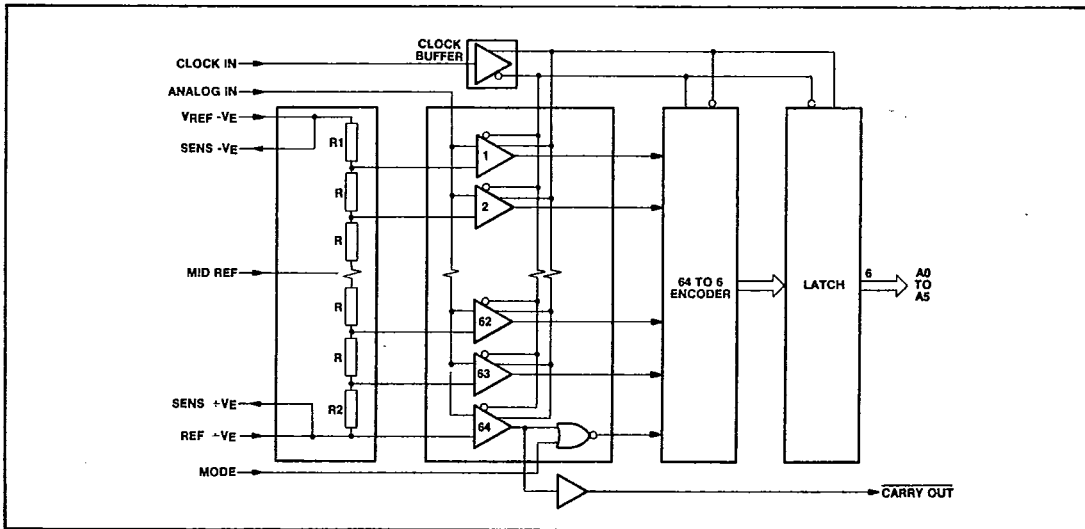 CLOCK
BUFFER
CLOCK IN
ANALOG IN
VREF -VE
SENS -VE
R1
1
R
2
R
MID REF
R
62
R
63
SENS +VE
R2
REF +VE
64
MODE
64 TO 6
ENCODER
LATCH
6
A0
TO
A5
CARRY OUT